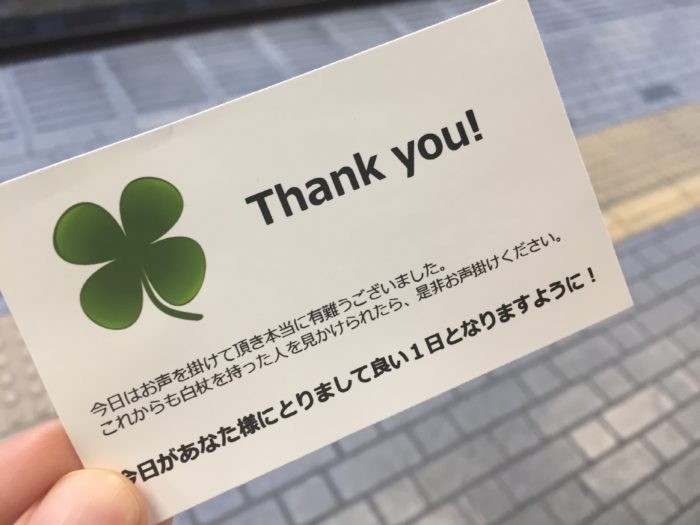 Thank you!
今日はお声を掛けて頂き本当に有難うございました。
これからも白杖を持った人を見かけられたら、是非お声掛けください。
今日があなた様にとりまして良い１日となりますように！